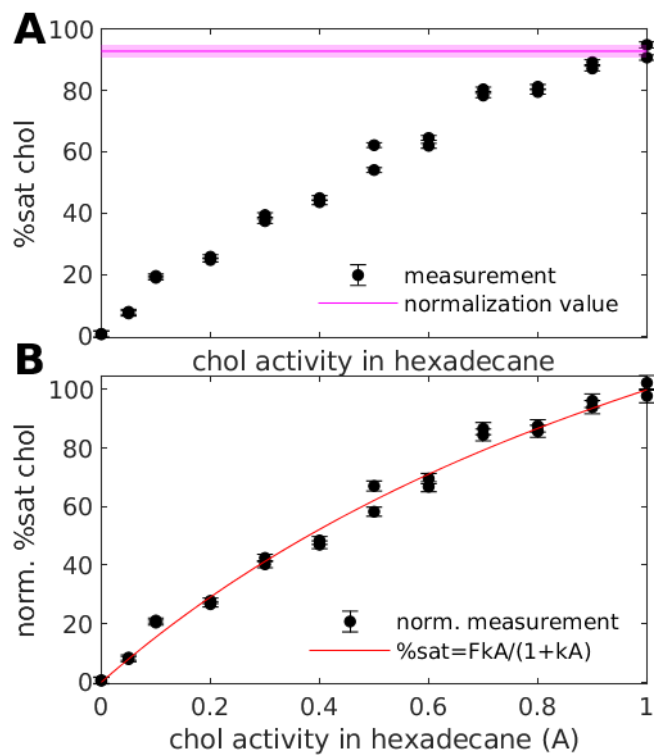 A
100
80
60
40
20
0
%sat chol
measurement
normalization value
chol activity in hexadecane
B
100
80
60
40
20
0
norm. %sat chol
norm. measurement
%sat=FkA/(1+kA)
0 0.2 0.4 0.6 0.8 1
chol activity in hexadecane (A)